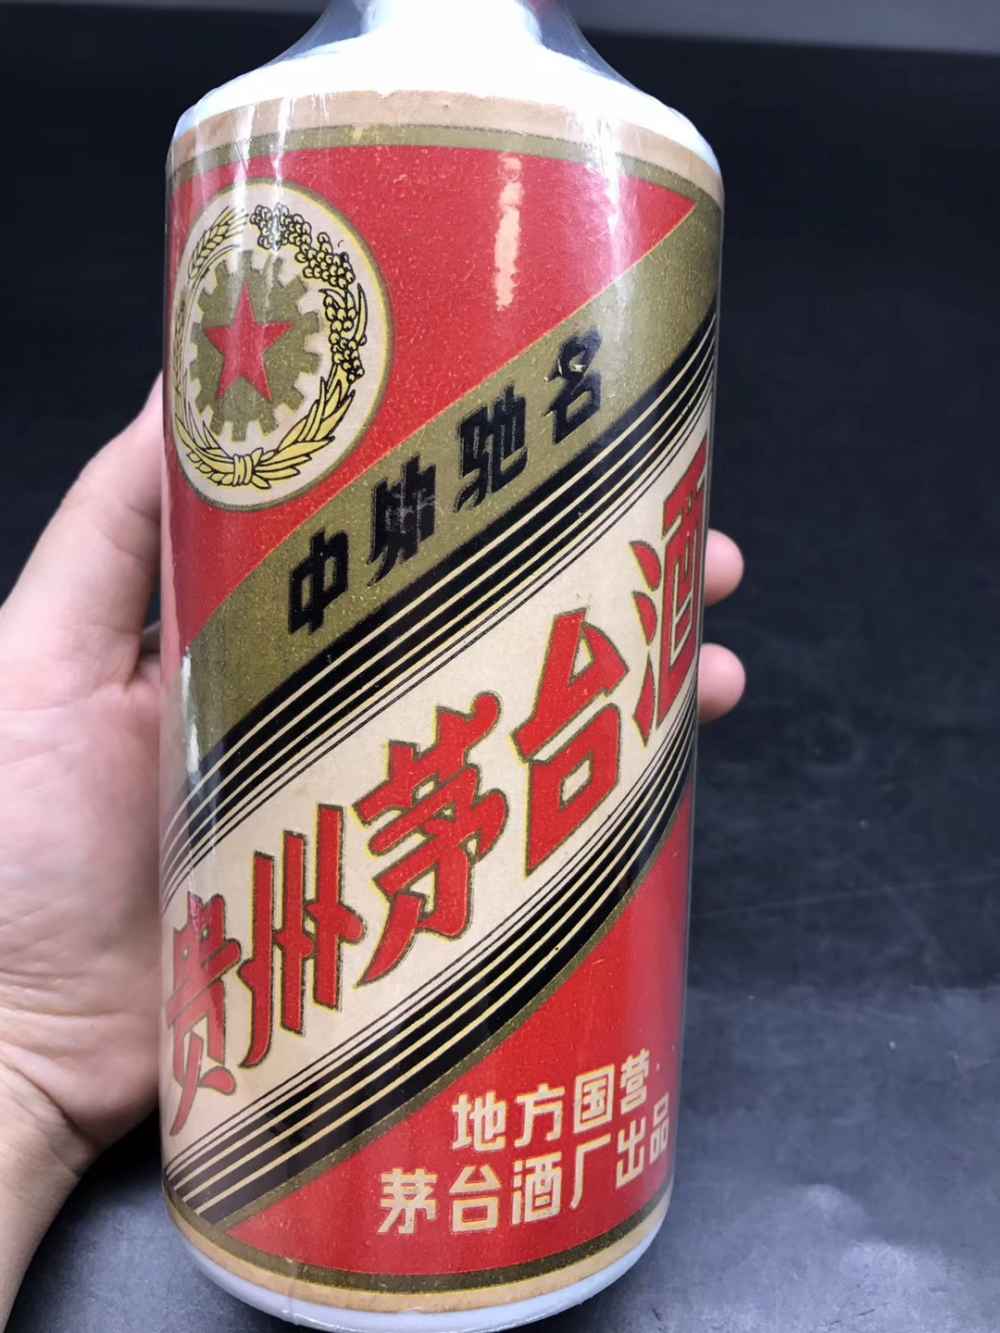 中外驰名
贵州茅台酒
地方国营
茅台酒厂出品